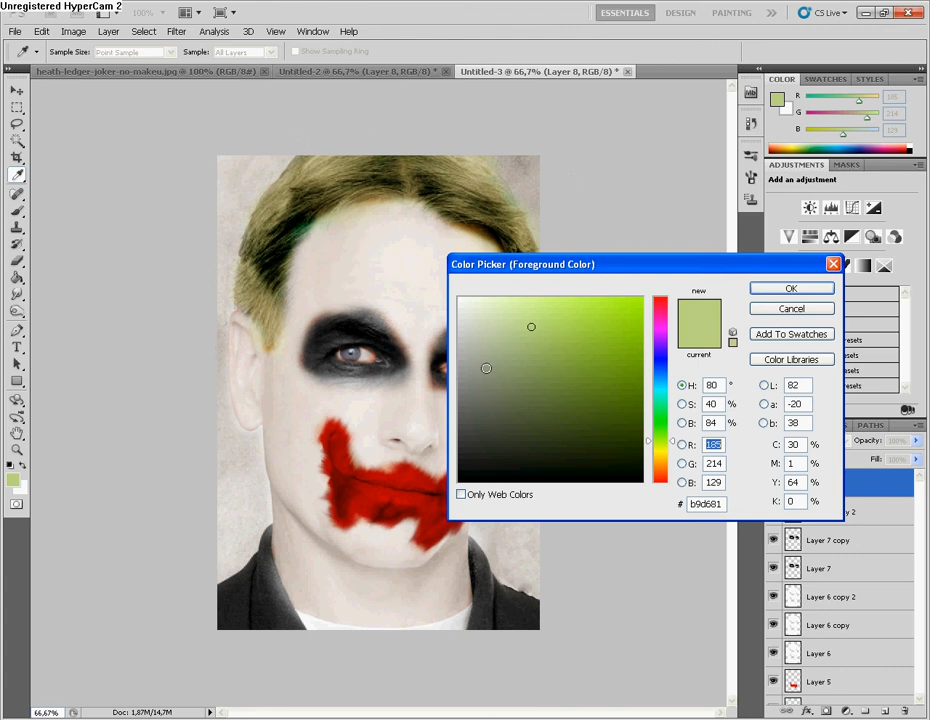 Unregistered HyperCam 2
100%
ESSENTIALS DESIGN PAINTING CS Live
File Edit Image Layer Select Filter Analysis 3D View Window Help
Sample Size: Point Sample Sample: All Layers Show Sampling Ring
heath-ledger-joker-no-makeu.jpg @ 100% (RGB/8#) Untitled-2 @ 66,7% (Layer 8, RGB/8) * Untitled-3 @ 66,7% (Layer 8, RGB/8) *
COLOR SWATCHES STYLES
R 185
G 214
B 129
ADJUSTMENTS MASKS
Add an adjustment
Color Picker (Foreground Color)
new
current
OK
Cancel
Add To Swatches
Color Libraries
H: 80 °
S: 40 %
B: 84 %
R: 185
G: 214
B: 129
# b9d681
L: 82
a: -20
b: 38
C: 30 %
M: 1 %
Y: 64 %
K: 0 %
Only Web Colors
resets
resets
resets
PATHS
Opacity: 100%
Fill: 100%
Layer 7 copy
Layer 7
Layer 6 copy 2
Layer 6 copy
Layer 6
Layer 5
66,67% Doc: 1,87M/14,7M